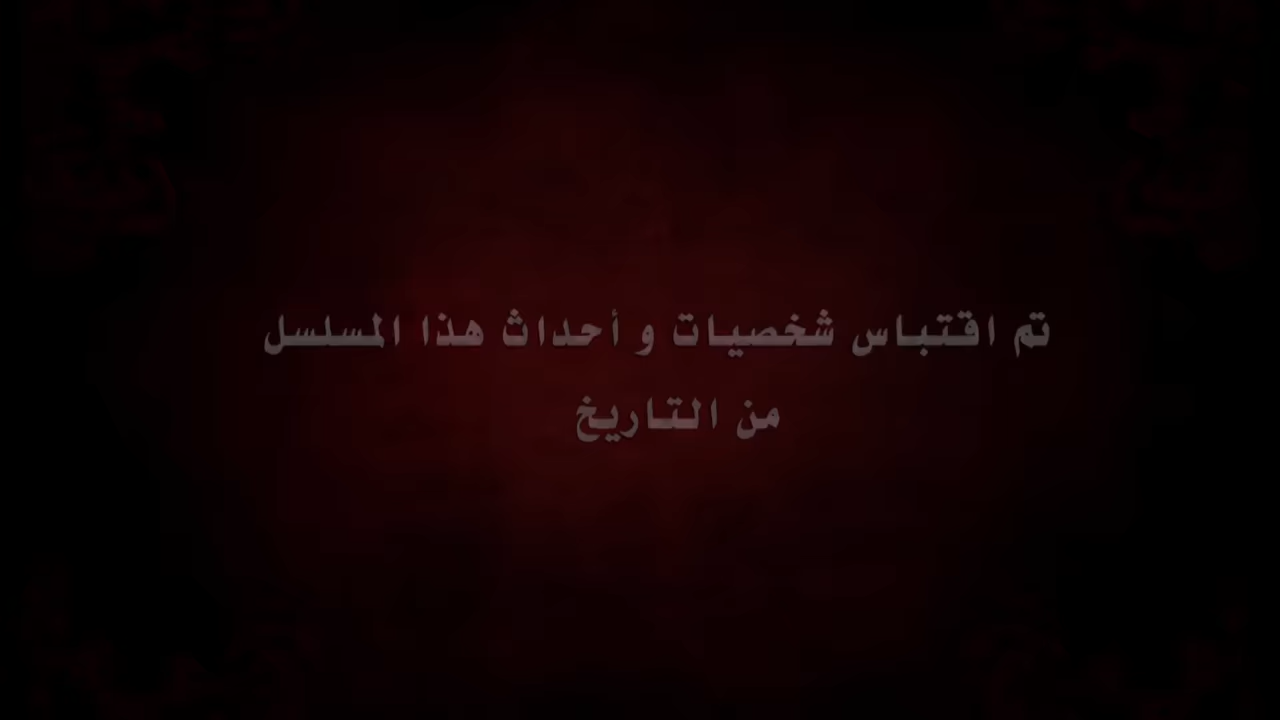 تم اقتباس شخصيات و أحداث هذا المسلسل
من التاريخ